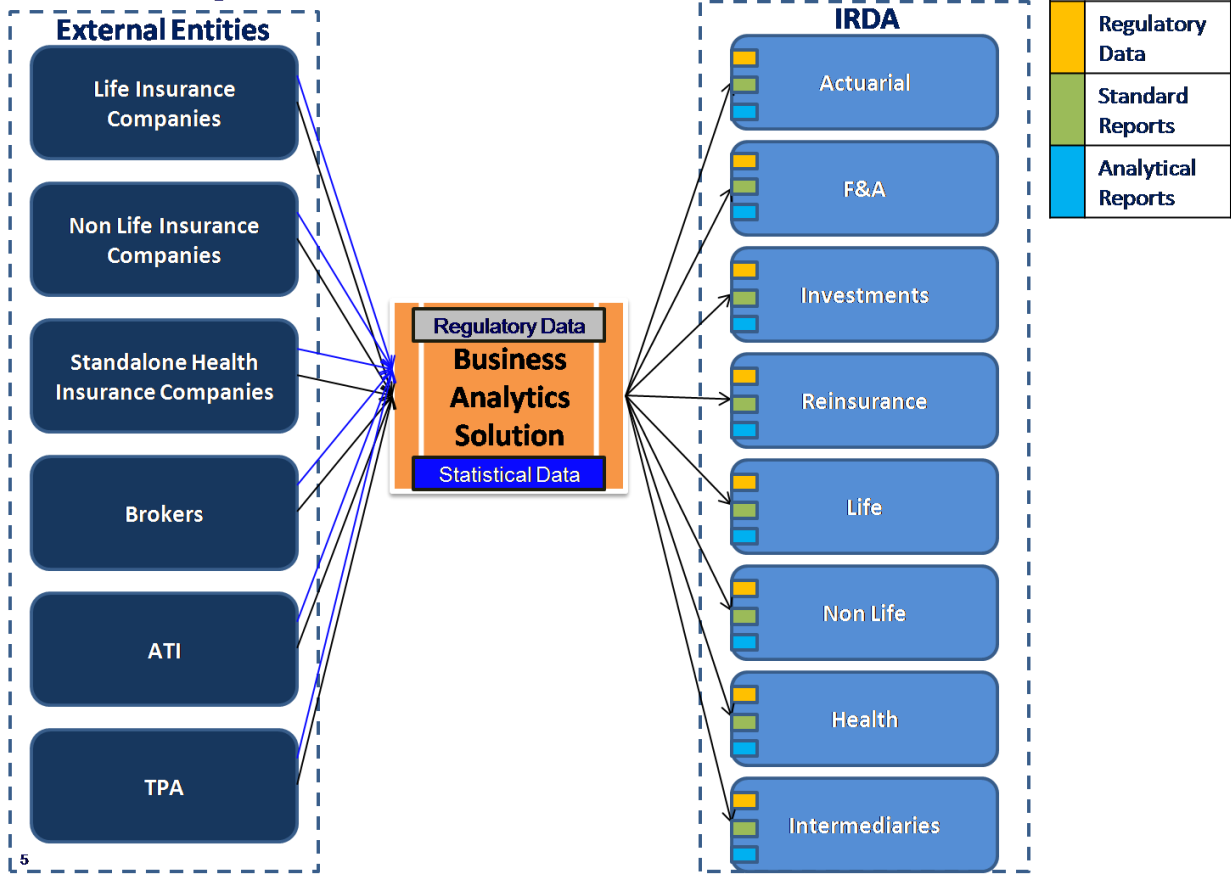 External Entities
Life Insurance
Companies
Non Life Insurance
Companies
Standalone Health
Insurance Companies
Brokers
ATI
TPA
5
Regulatory Data
Business
Analytics
Solution
Statistical Data
IRDA
Actuarial
F&A
Investments
Reinsurance
Life
Non Life
Health
Intermediaries
Regulatory
Data
Standard
Reports
Analytical
Reports